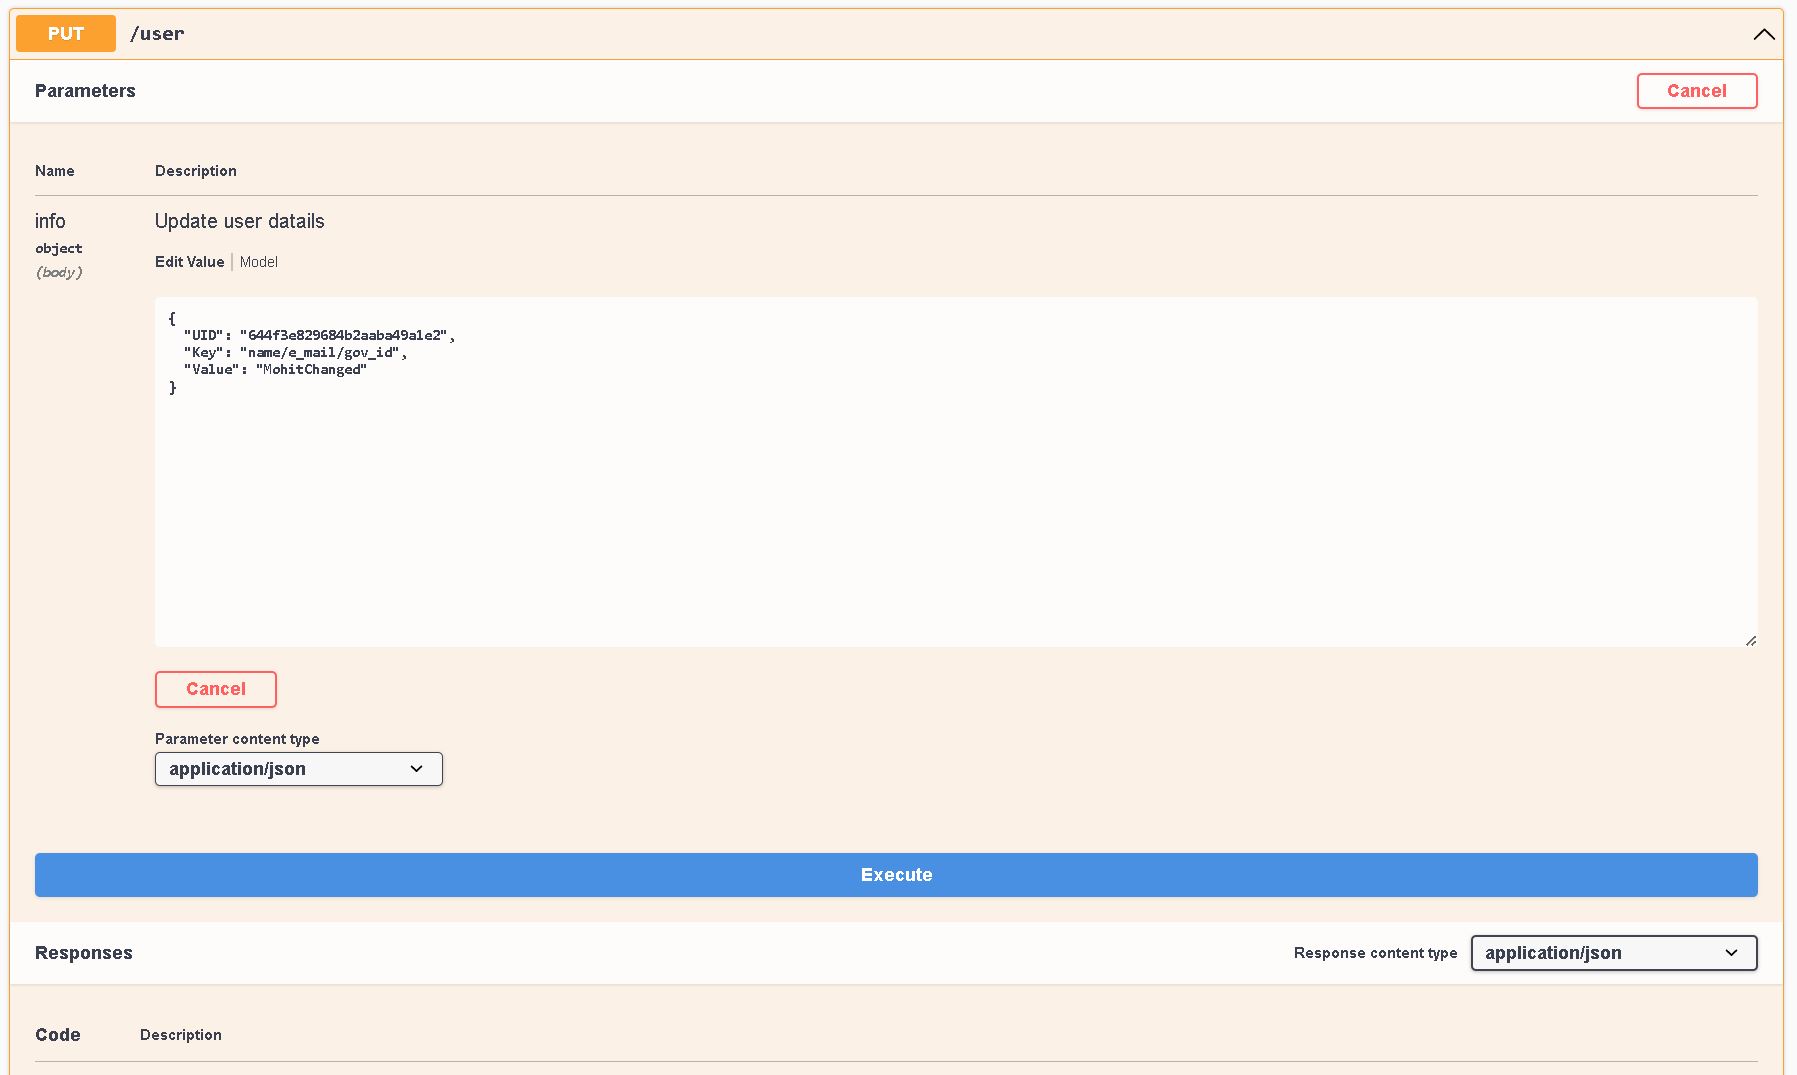 PUT /user
Parameters
Cancel
Name Description
info Update user datails
object
(body)
Edit Value | Model
{
  "UID": "644f3e829684b2aaba49a1e2",
  "Key": "name/e_mail/gov_id",
  "Value": "MohitChanged"
}
Cancel
Parameter content type
application/json
Execute
Responses Response content type application/json
Code Description